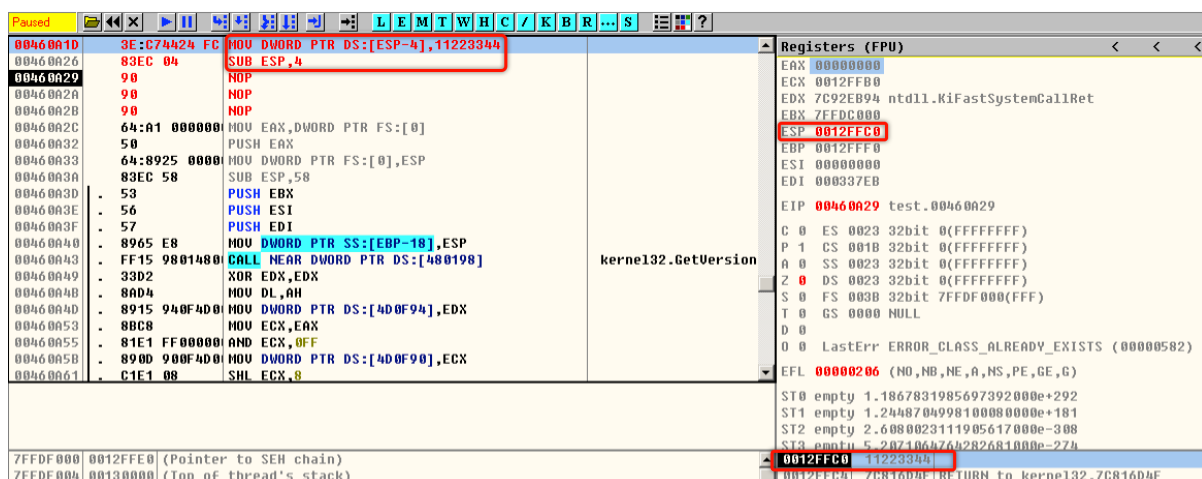 Paused L E M T W H C / K B R ... S ?
00460A1D 3E:C74424 FC MOV DWORD PTR DS:[ESP-4],11223344
00460A26 83EC 04 SUB ESP,4
00460A29 90 NOP
00460A2A 90 NOP
00460A2B 90 NOP
00460A2C 64:A1 000000 MOV EAX,DWORD PTR FS:[0]
00460A32 50 PUSH EAX
00460A33 64:8925 0000 MOV DWORD PTR FS:[0],ESP
00460A3A 83EC 58 SUB ESP,58
00460A3D . 53 PUSH EBX
00460A3E . 56 PUSH ESI
00460A3F . 57 PUSH EDI
00460A40 . 8965 E8 MOV DWORD PTR SS:[EBP-18],ESP
00460A43 . FF15 9801480 CALL NEAR DWORD PTR DS:[480198] kernel32.GetVersion
00460A49 . 33D2 XOR EDX,EDX
00460A4B . 8AD4 MOV DL,AH
00460A4D . 8915 940F4D0 MOV DWORD PTR DS:[4D0F94],EDX
00460A53 . 8BC8 MOV ECX,EAX
00460A55 . 81E1 FF00000 AND ECX,0FF
00460A5B . 890D 900F4D0 MOV DWORD PTR DS:[4D0F90],ECX
00460A61 . C1E1 08 SHL ECX,8
Registers (FPU) < < <
EAX 00000000
ECX 0012FFB0
EDX 7C92EB94 ntdll.KiFastSystemCallRet
EBX 7FFDC000
ESP 0012FFC0
EBP 0012FFF0
ESI 00000000
EDI 000337EB
EIP 00460A29 test.00460A29
C 0 ES 0023 32bit 0(FFFFFFFF)
P 1 CS 001B 32bit 0(FFFFFFFF)
A 0 SS 0023 32bit 0(FFFFFFFF)
Z 0 DS 0023 32bit 0(FFFFFFFF)
S 0 FS 003B 32bit 7FFDF000(FFF)
T 0 GS 0000 NULL
D 0
O 0 LastErr ERROR_CLASS_ALREADY_EXISTS (00000582)
EFL 00000206 (NO,NB,NE,A,NS,PE,GE,G)
ST0 empty 1.1867831985697392000e+292
ST1 empty 1.2448704998100080000e+181
ST2 empty 2.6080023111905617000e-308
ST3 empty 5.2071064764282681000e-274
7FFDF000 0012FFE0 (Pointer to SEH chain)
7FFDF004 00130000 (Top of thread's stack)
0012FFC0 11223344
0012FFC4 7C816D4F RETURN to kernel32.7C816D4F